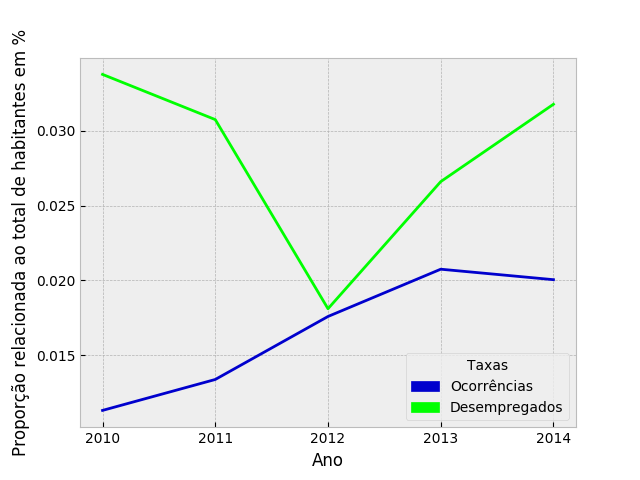 Proporção relacionada ao total de habitantes em %
0.030
0.025
0.020
0.015
Taxas
Ocorrências
Desempregados
2010 2011 2012 2013 2014
Ano